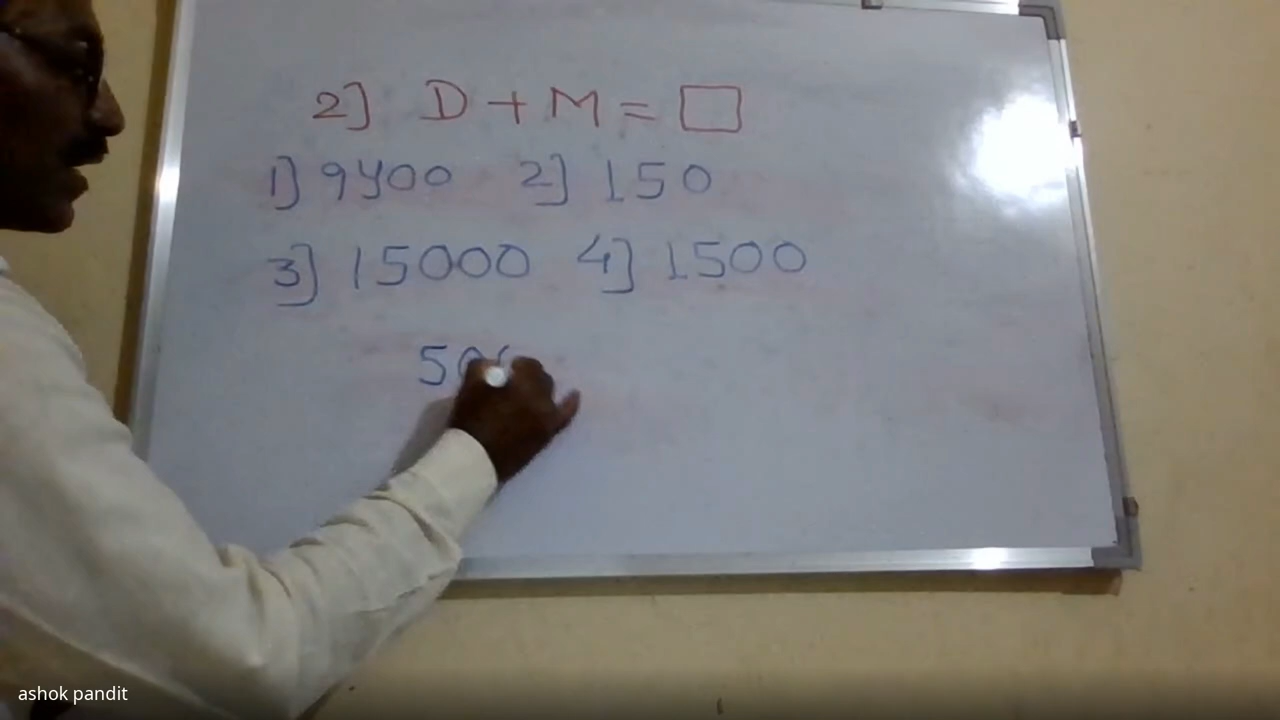 2] D + M = □
1] 9400 2] 150
3] 15000 4] 1500
50
ashok pandit